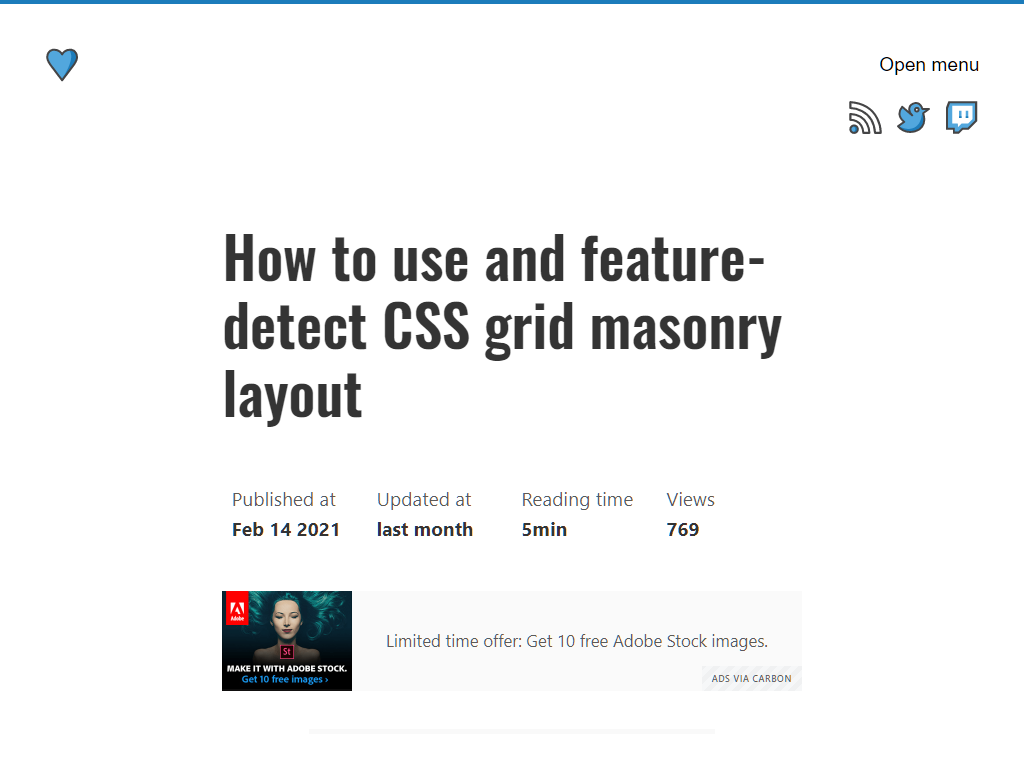 Open menu
How to use and feature-
detect CSS grid masonry
layout
Published at
Feb 14 2021
Updated at
last month
Reading time
5min
Views
769
Adobe
St
MAKE IT WITH ADOBE STOCK.
Get 10 free images ›
Limited time offer: Get 10 free Adobe Stock images.
ADS VIA CARBON